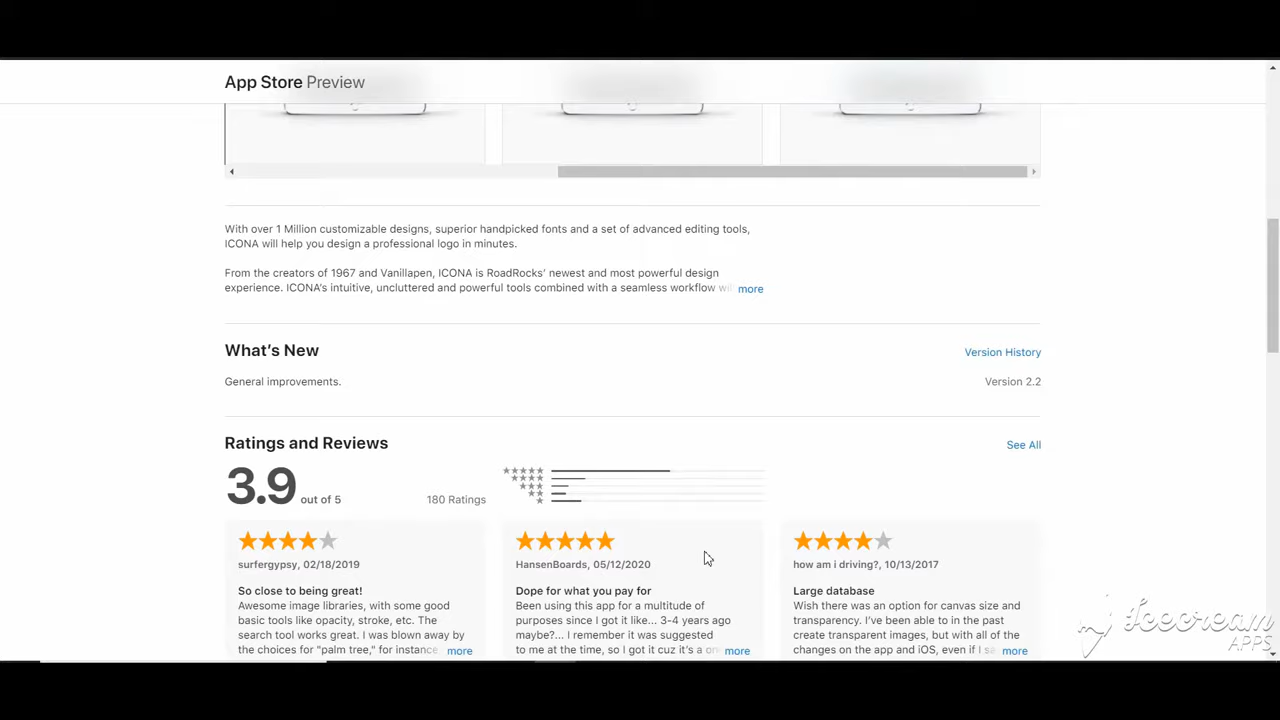 App Store Preview
With over 1 Million customizable designs, superior handpicked fonts and a set of advanced editing tools,
ICONA will help you design a professional logo in minutes.
From the creators of 1967 and Vanillapen, ICONA is RoadRocks' newest and most powerful design
experience. ICONA's intuitive, uncluttered and powerful tools combined with a seamless workflow more
What's New
Version History
General improvements.
Version 2.2
Ratings and Reviews
See All
3.9 out of 5
180 Ratings
surfergypsy, 02/18/2019
So close to being great!
Awesome image libraries, with some good
basic tools like opacity, stroke, etc. The
search tool works great. I was blown away by
the choices for "palm tree," for instance more
HansenBoards, 05/12/2020
Dope for what you pay for
Been using this app for a multitude of
purposes since I got it like... 3-4 years ago
maybe?... I remember it was suggested
to me at the time, so I got it cuz it's a more
how am i driving?, 10/13/2017
Large database
Wish there was an option for canvas size and
transparency. I've been able to in the past
create transparent images, but with all of the
changes on the app and iOS, even if I more
Icecream
APPS